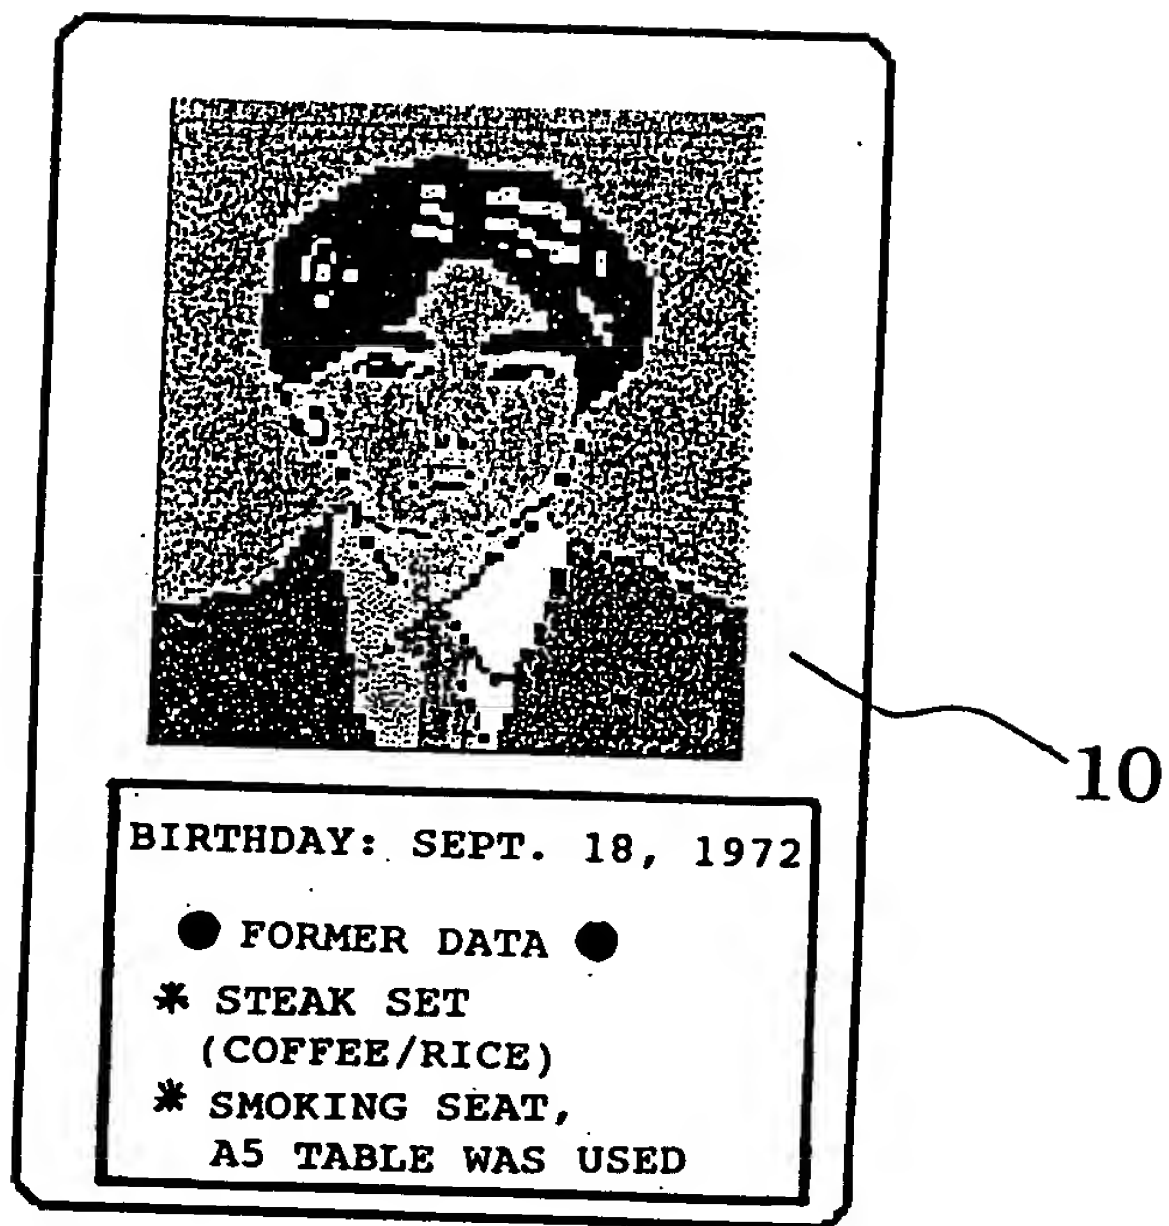 10
BIRTHDAY: SEPT. 18, 1972
● FORMER DATA ●
* STEAK SET
(COFFEE/RICE)
* SMOKING SEAT,
A5 TABLE WAS USED